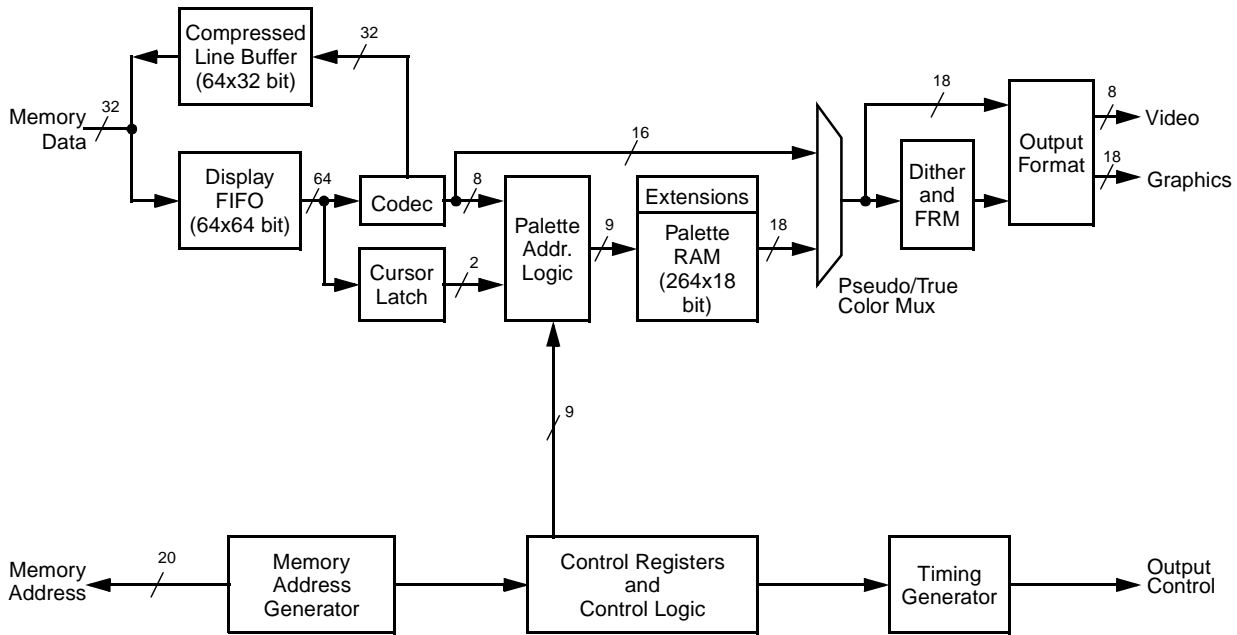 Compressed
Line Buffer
(64x32 bit)
32
32
Memory
Data
Display
FIFO
(64x64 bit)
64
Codec
8
16
Cursor
Latch
2
Palette
Addr.
Logic
9
Extensions
Palette
RAM
(264x18
bit)
18
Pseudo/True
Color Mux
18
Dither
and
FRM
Output
Format
8
Video
18
Graphics
9
Memory
Address
20
Memory
Address
Generator
Control Registers
and
Control Logic
Timing
Generator
Output
Control